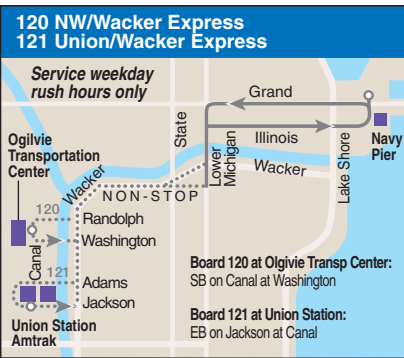 120 NW/Wacker Express
121 Union/Wacker Express
Service weekday
rush hours only
Grand
State
Illinois
Navy
Pier
Ogilvie
Transportation
Center
Lower
Michigan
Lake Shore
Wacker
Wacker
NON-STOP
120
Randolph
Washington
Canal
121
Adams
Jackson
Union Station
Amtrak
Board 120 at Olgivie Transp Center:
SB on Canal at Washington
Board 121 at Union Station:
EB on Jackson at Canal